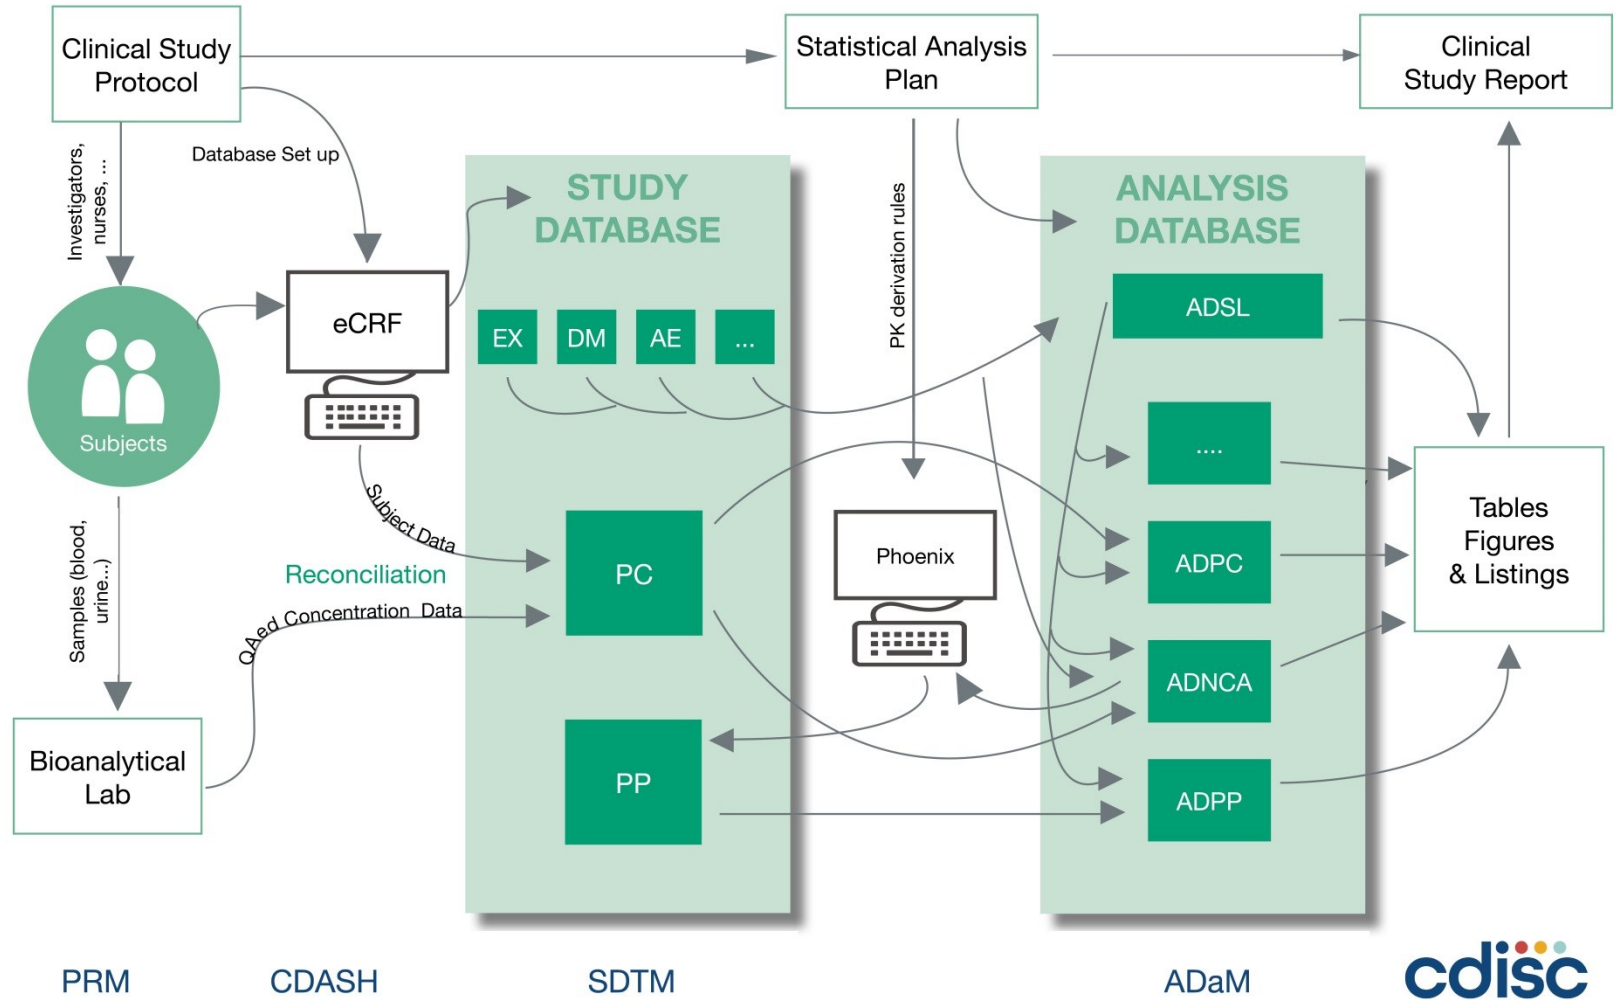 Clinical Study
Protocol
Statistical Analysis
Plan
Clinical
Study Report
Investigators,
nurses, ...
Database Set up
STUDY
DATABASE
PK derivation rules
ANALYSIS
DATABASE
eCRF
EX
DM
AE
...
ADSL
Subjects
....
Subject Data
Reconciliation
QAed Concentration Data
PC
Phoenix
ADPC
Tables
Figures
& Listings
Samples (blood,
urine...)
ADNCA
Bioanalytical
Lab
PP
ADPP
PRM
CDASH
SDTM
ADaM
cdisc